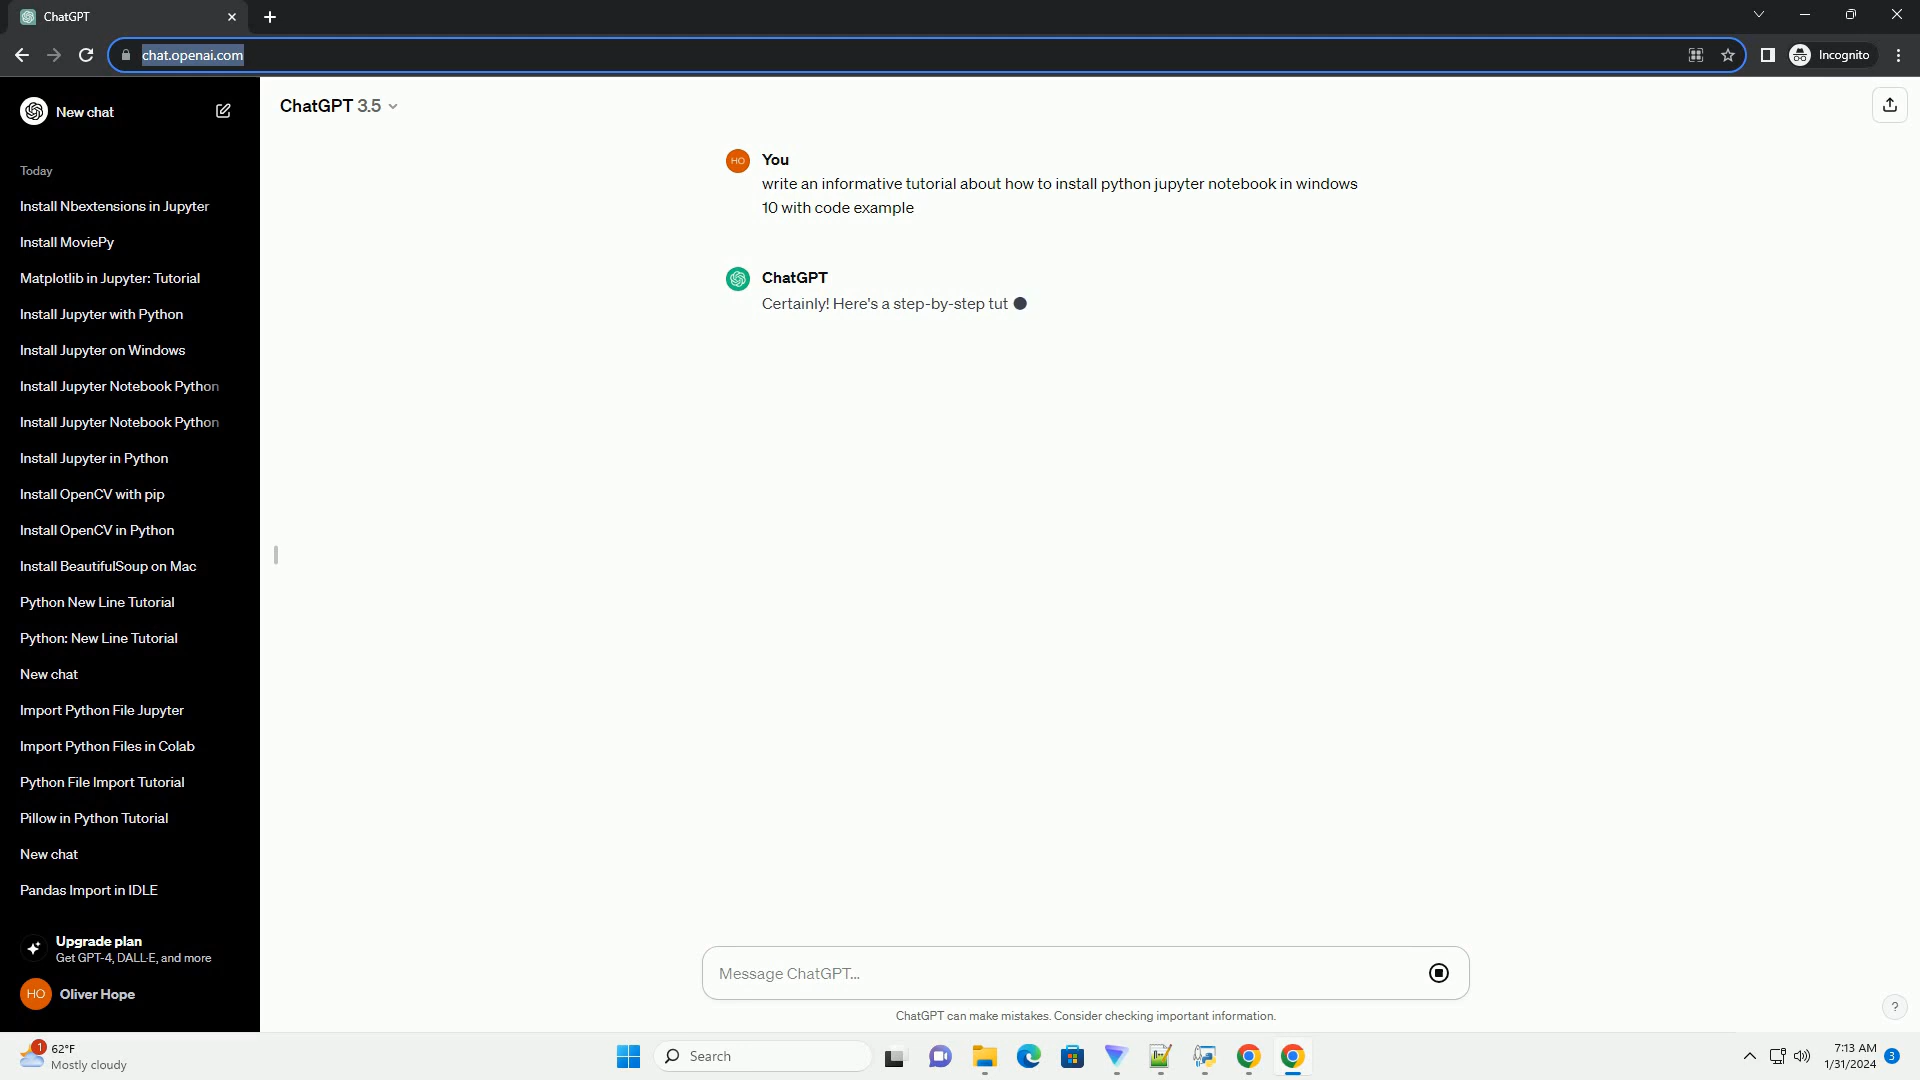 ChatGPT
chat.openai.com
Incognito
New chat
Today
Install Nbextensions in Jupyter
Install MoviePy
Matplotlib in Jupyter: Tutorial
Install Jupyter with Python
Install Jupyter on Windows
Install Jupyter Notebook Python
Install Jupyter Notebook Python
Install Jupyter in Python
Install OpenCV with pip
Install OpenCV in Python
Install BeautifulSoup on Mac
Python New Line Tutorial
Python: New Line Tutorial
New chat
Import Python File Jupyter
Import Python Files in Colab
Python File Import Tutorial
Pillow in Python Tutorial
New chat
Pandas Import in IDLE
Upgrade plan
Get GPT-4, DALL·E, and more
HO
Oliver Hope
ChatGPT 3.5
HO
You
write an informative tutorial about how to install python jupyter notebook in windows
10 with code example
ChatGPT
Certainly! Here's a step-by-step tut
Message ChatGPT...
ChatGPT can make mistakes. Consider checking important information.
?
1
62°F
Mostly cloudy
Search
7:13 AM
1/31/2024
3